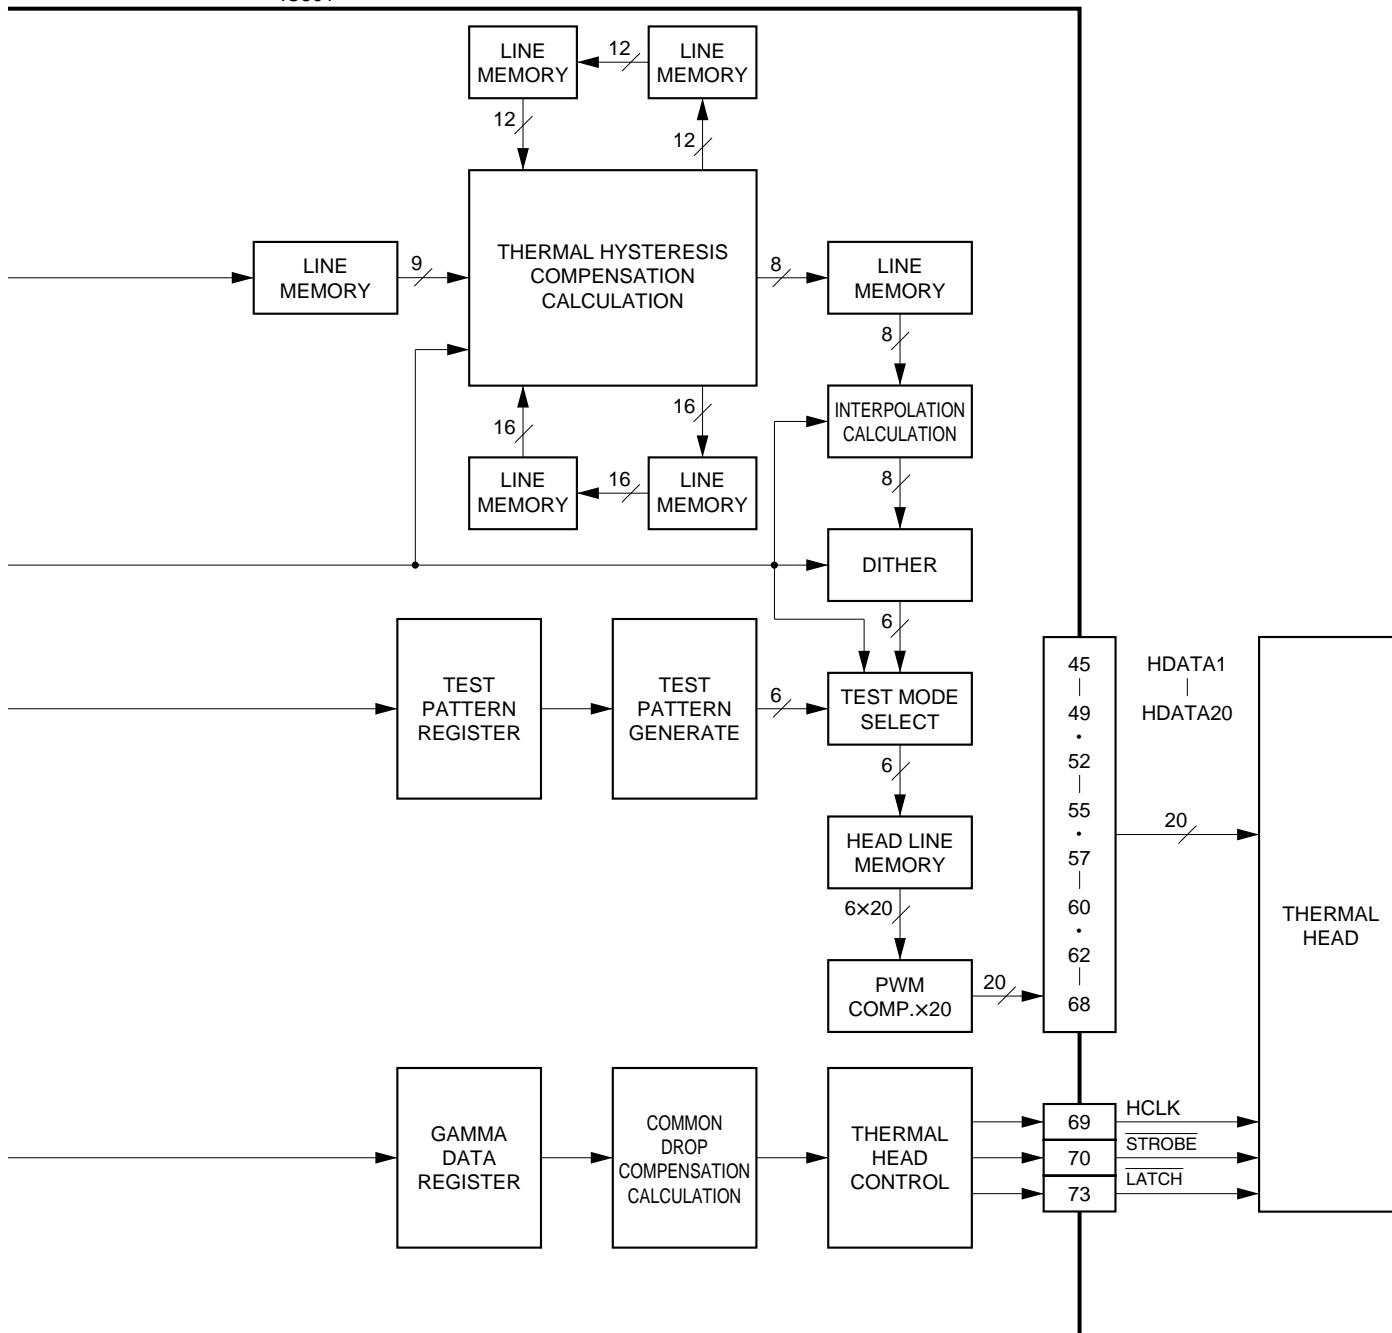 LINE
MEMORY
12
LINE
MEMORY
12
12
THERMAL HYSTERESIS
COMPENSATION
CALCULATION
LINE
MEMORY
9
8
LINE
MEMORY
8
16
16
INTERPOLATION
CALCULATION
LINE
MEMORY
16
LINE
MEMORY
8
DITHER
6
TEST
PATTERN
REGISTER
TEST
PATTERN
GENERATE
6
TEST MODE
SELECT
6
HEAD LINE
MEMORY
6×20
PWM
COMP.×20
20
45
|
49
•
52
|
55
•
57
|
60
•
62
|
68
HDATA1
|
HDATA20
20
THERMAL
HEAD
GAMMA
DATA
REGISTER
COMMON
DROP
COMPENSATION
CALCULATION
THERMAL
HEAD
CONTROL
69
HCLK
70
STROBE
73
LATCH